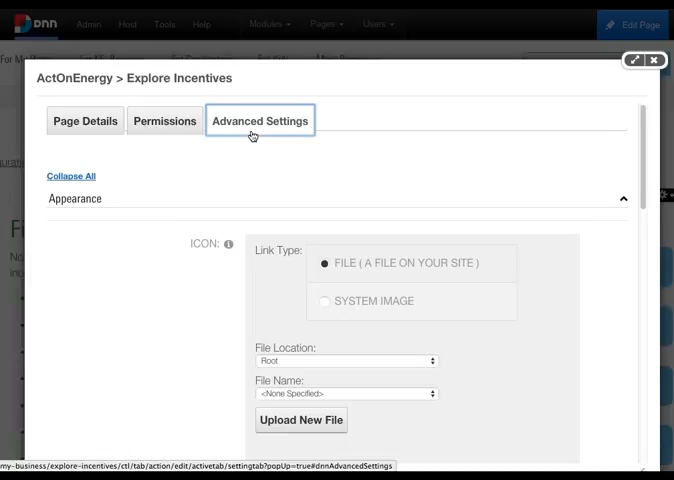 dnn
Admin
Host
Tools
Help
Modules
Pages
Users
Edit Page
ActOnEnergy > Explore Incentives
Page Details
Permissions
Advanced Settings
Collapse All
Appearance
ICON:
Link Type:
FILE ( A FILE ON YOUR SITE )
SYSTEM IMAGE
File Location:
Root
File Name:
<None Specified>
Upload New File
my-business/explore-incentives/ctl/tab/action/edit/activetab/settingtab?popUp=true#dnnAdvancedSettings